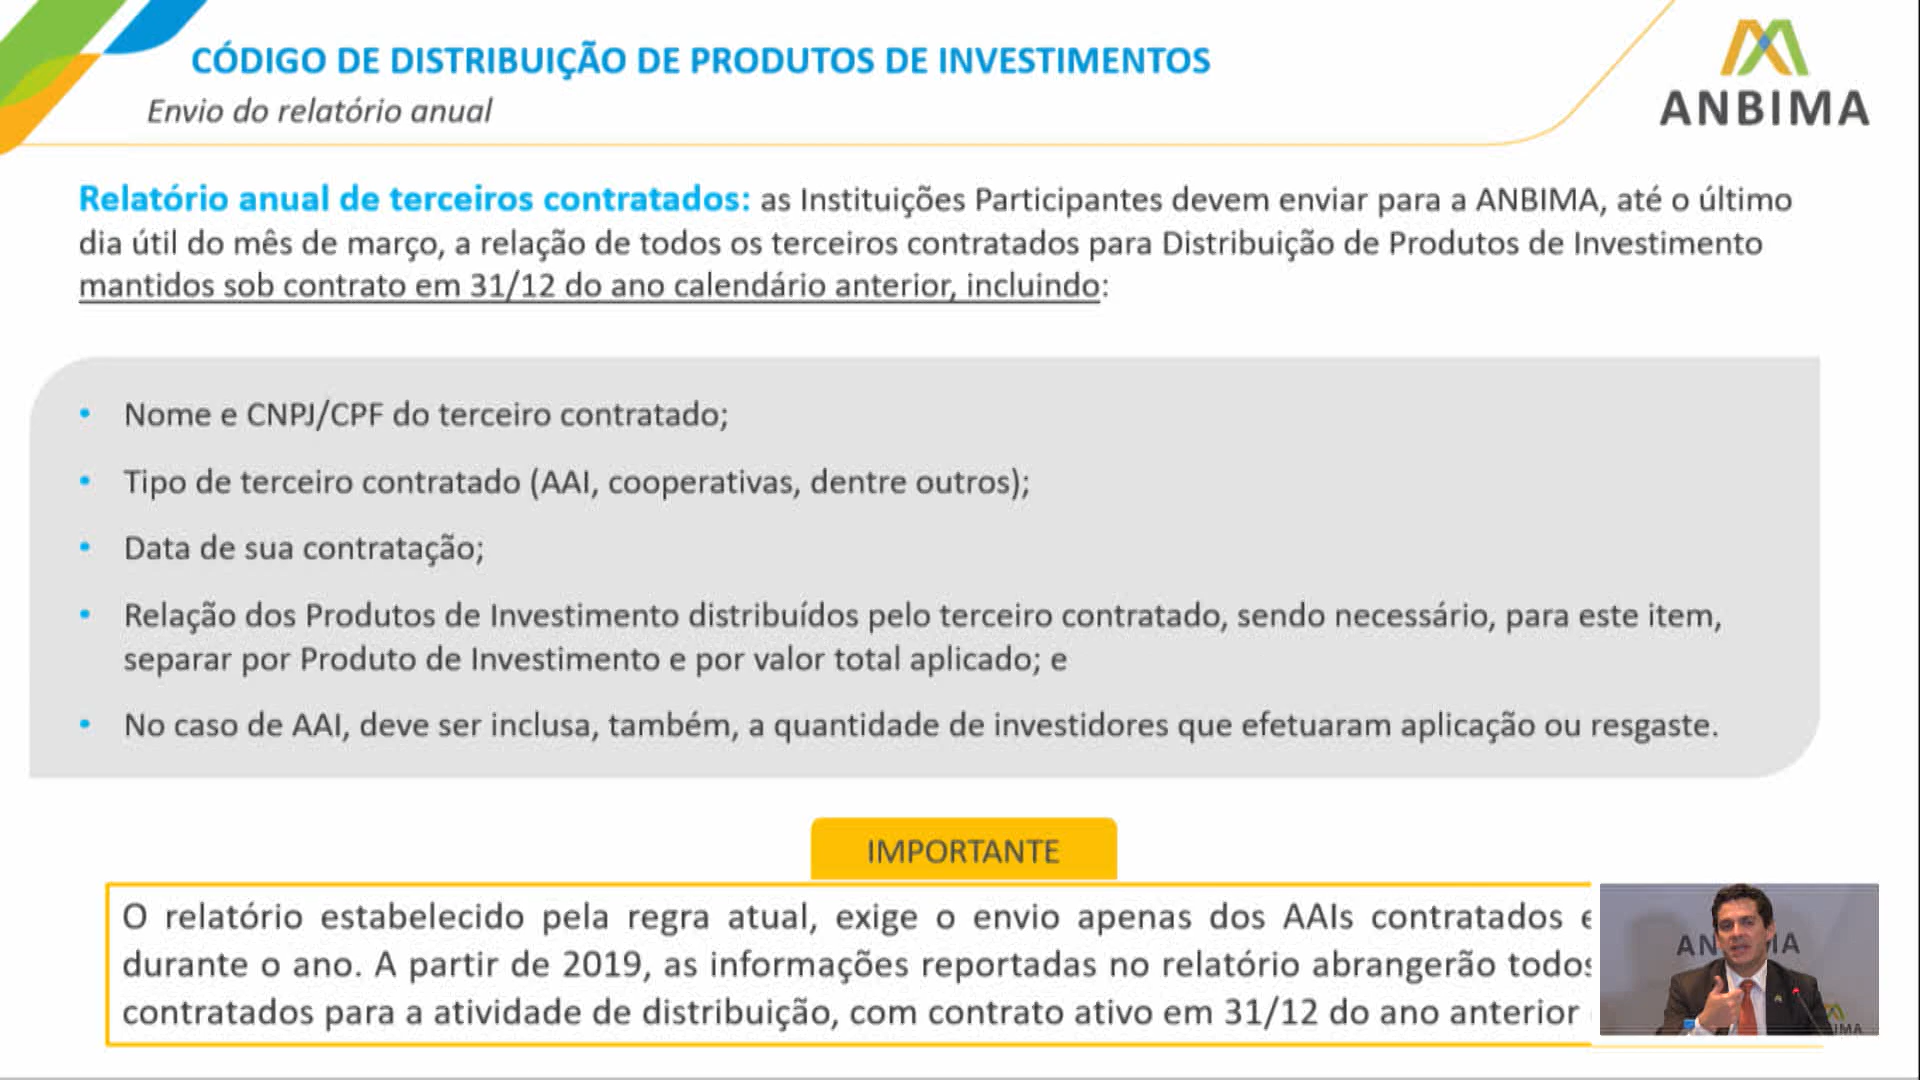 CÓDIGO DE DISTRIBUIÇÃO DE PRODUTOS DE INVESTIMENTOS
Envio do relatório anual
ANBIMA
Relatório anual de terceiros contratados: as Instituições Participantes devem enviar para a ANBIMA, até o último
dia útil do mês de março, a relação de todos os terceiros contratados para Distribuição de Produtos de Investimento
mantidos sob contrato em 31/12 do ano calendário anterior, incluindo:
• Nome e CNPJ/CPF do terceiro contratado;
• Tipo de terceiro contratado (AAI, cooperativas, dentre outros);
• Data de sua contratação;
• Relação dos Produtos de Investimento distribuídos pelo terceiro contratado, sendo necessário, para este item,
separar por Produto de Investimento e por valor total aplicado; e
• No caso de AAI, deve ser inclusa, também, a quantidade de investidores que efetuaram aplicação ou resgaste.
IMPORTANTE
O relatório estabelecido pela regra atual, exige o envio apenas dos AAIs contratados
durante o ano. A partir de 2019, as informações reportadas no relatório abrangerão todos
contratados para a atividade de distribuição, com contrato ativo em 31/12 do ano anterior